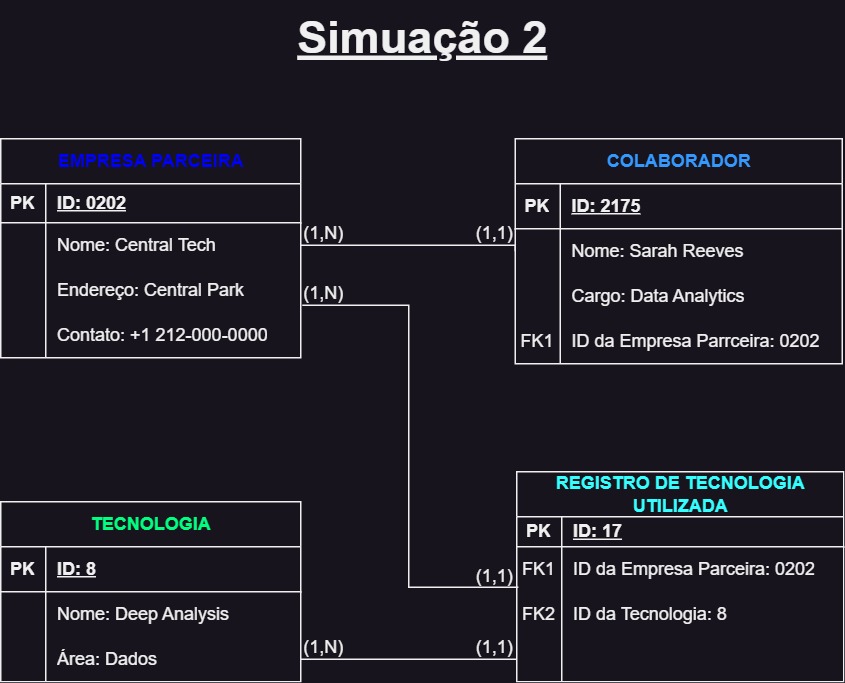 Simuação 2
EMPRESA PARCEIRA
PK ID: 0202
Nome: Central Tech
Endereço: Central Park
Contato: +1 212-000-0000
(1,N) (1,1)
(1,N)
COLABORADOR
PK ID: 2175
Nome: Sarah Reeves
Cargo: Data Analytics
FK1 ID da Empresa Parrceira: 0202
TECNOLOGIA
PK ID: 8
Nome: Deep Analysis
Área: Dados
(1,N) (1,1)
(1,1)
REGISTRO DE TECNOLOGIA
UTILIZADA
PK ID: 17
FK1 ID da Empresa Parceira: 0202
FK2 ID da Tecnologia: 8